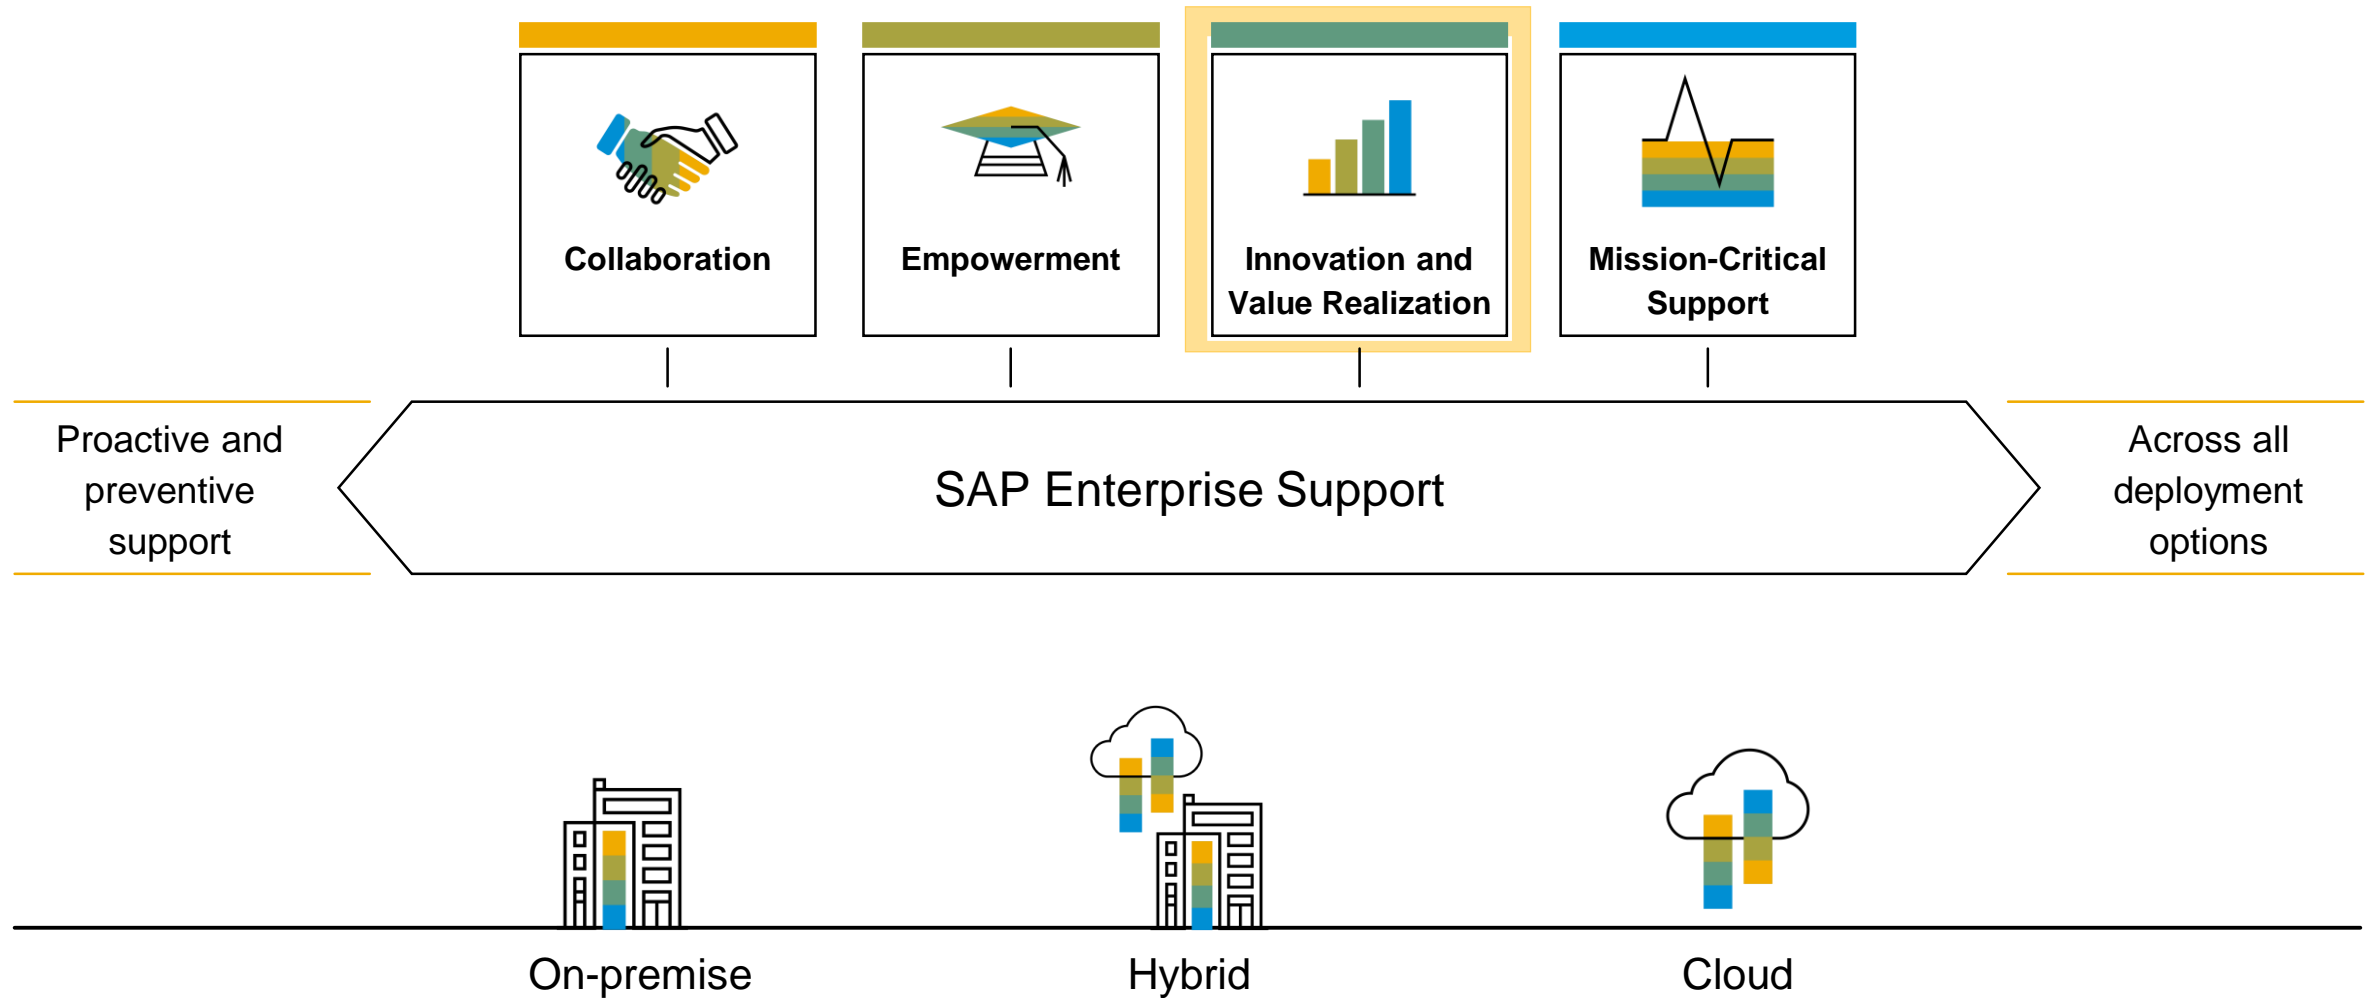 Collaboration
Empowerment
Innovation and
Value Realization
Mission-Critical
Support
Proactive and
preventive
support
SAP Enterprise Support
Across all
deployment
options
On-premise
Hybrid
Cloud